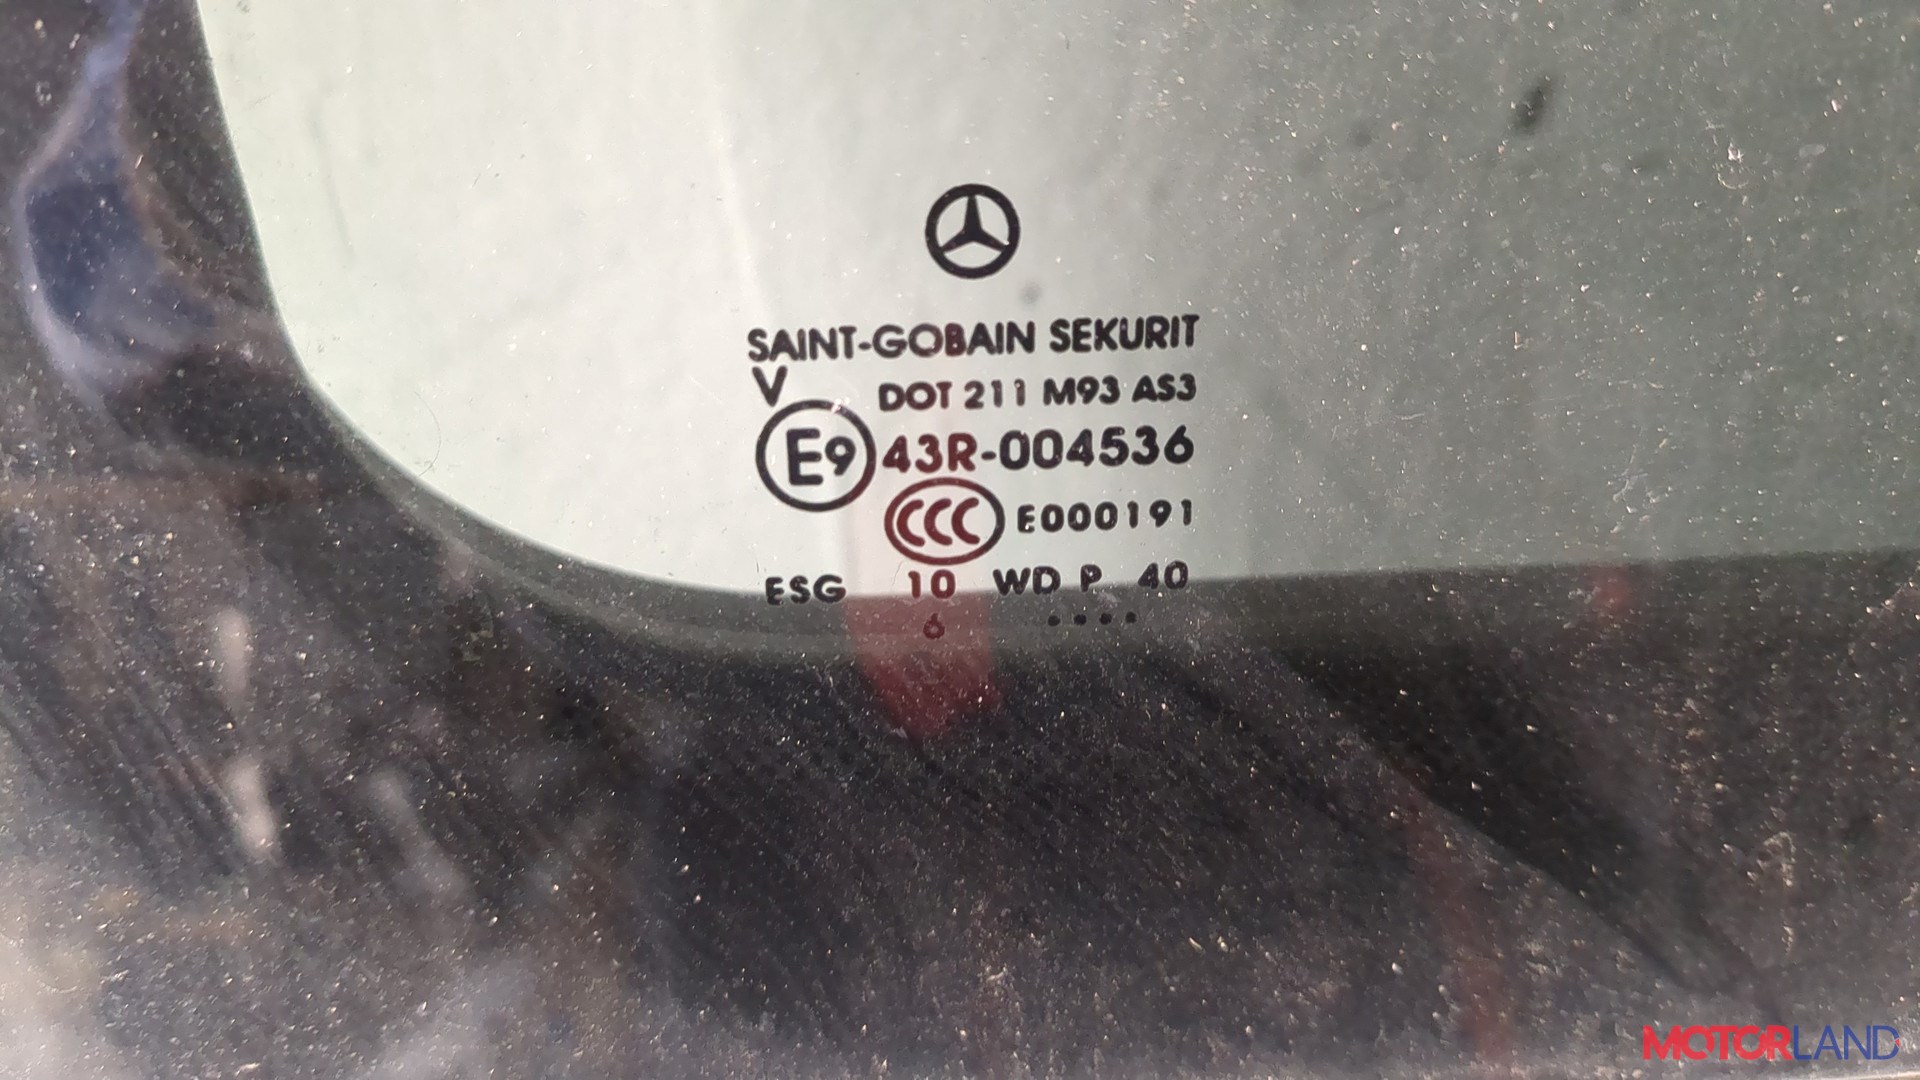 SAINT-GOBAIN SEKURIT
V DOT 211 M93 AS3
E9 43R-004536
CCC E000191
ESG 10 WD P 40
6 ....
MOTORLAND